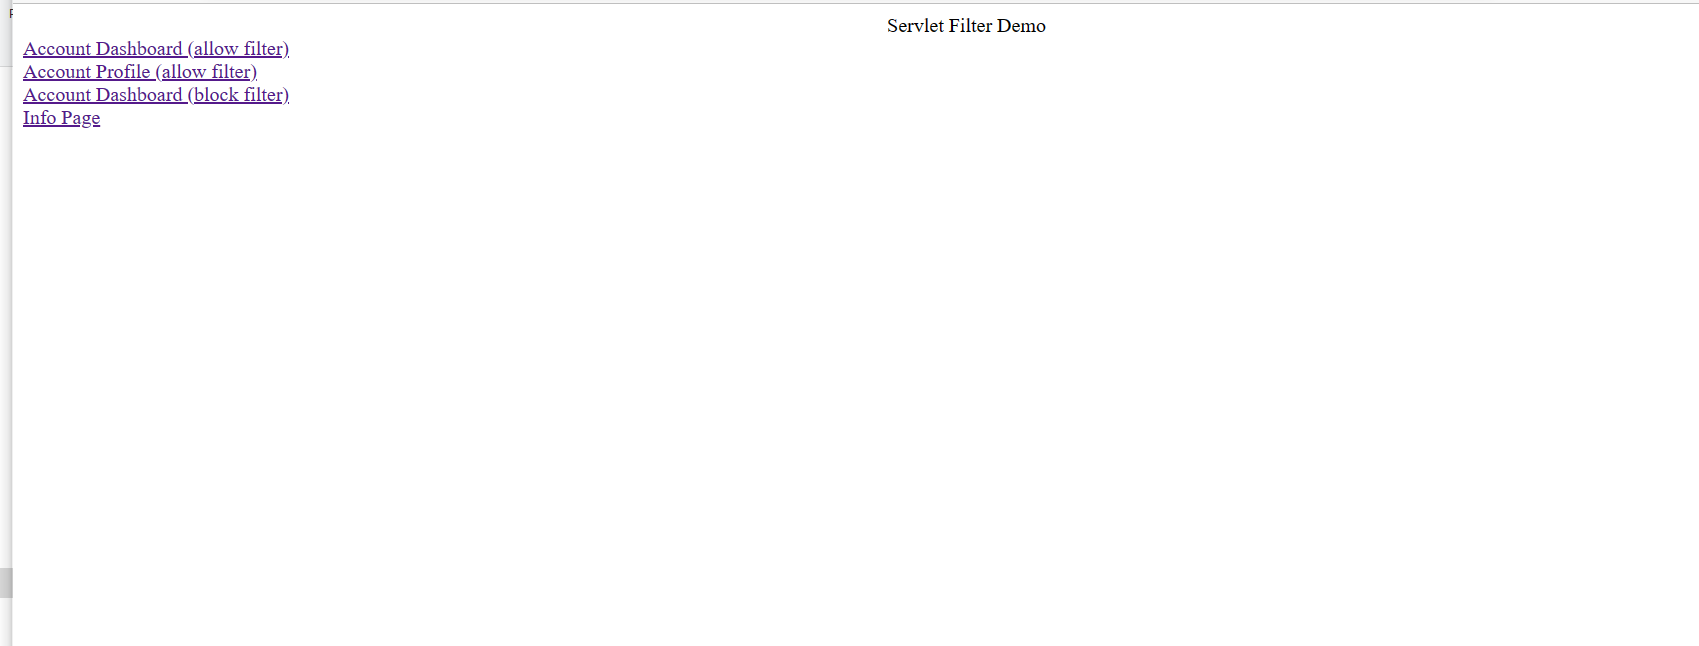 Servlet Filter Demo
Account Dashboard (allow filter)
Account Profile (allow filter)
Account Dashboard (block filter)
Info Page